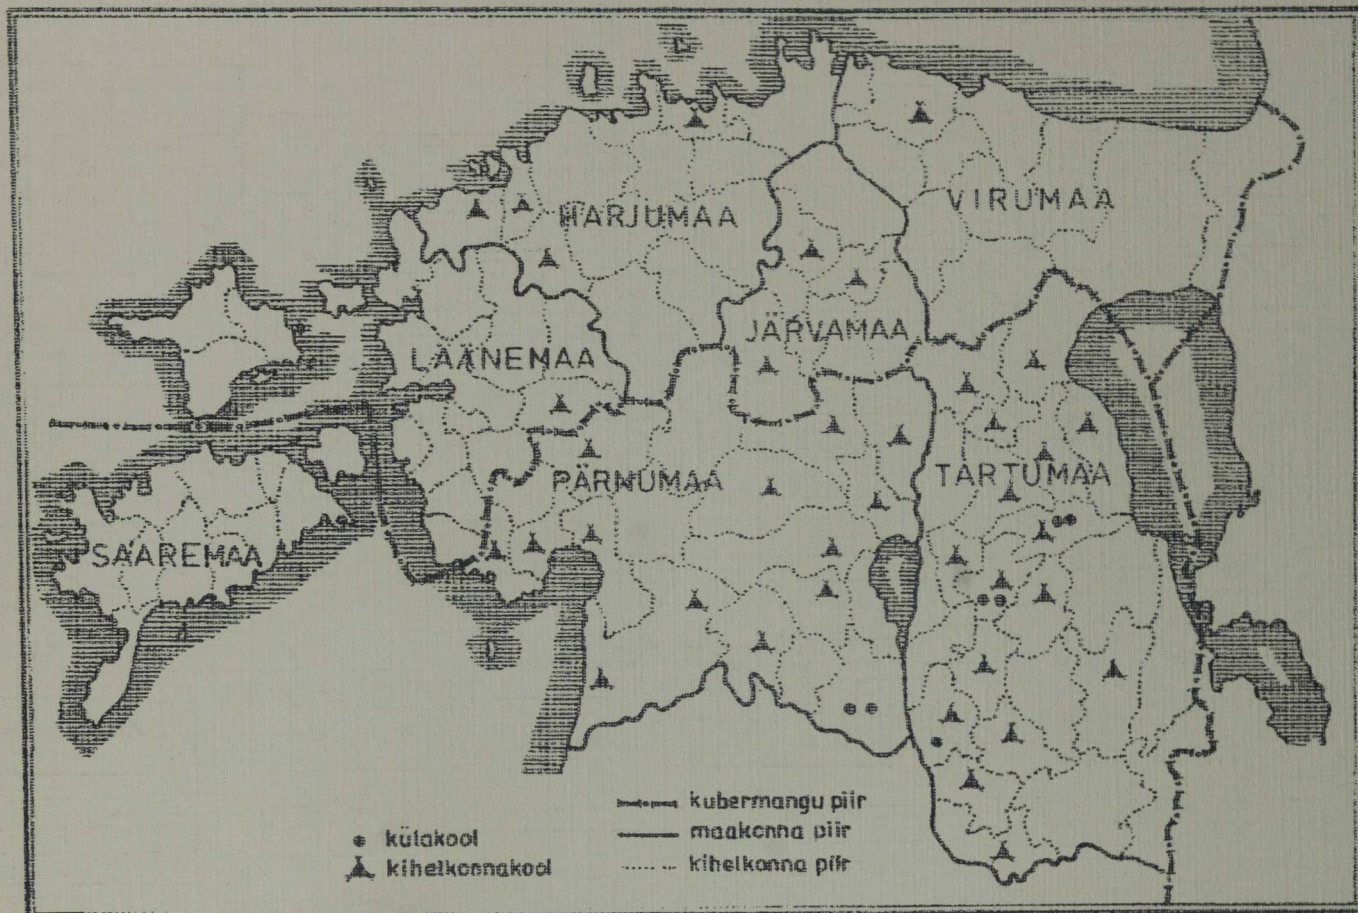 VIRUMAA
HARJUMAA
JÄRVAMAA
LÄÄNEMAA
PÄRNUMAA
TARTUMAA
SAAREMAA
kubermangu piir
maakonna piir
kihelkonna piir
külakool
kihelkonnakool